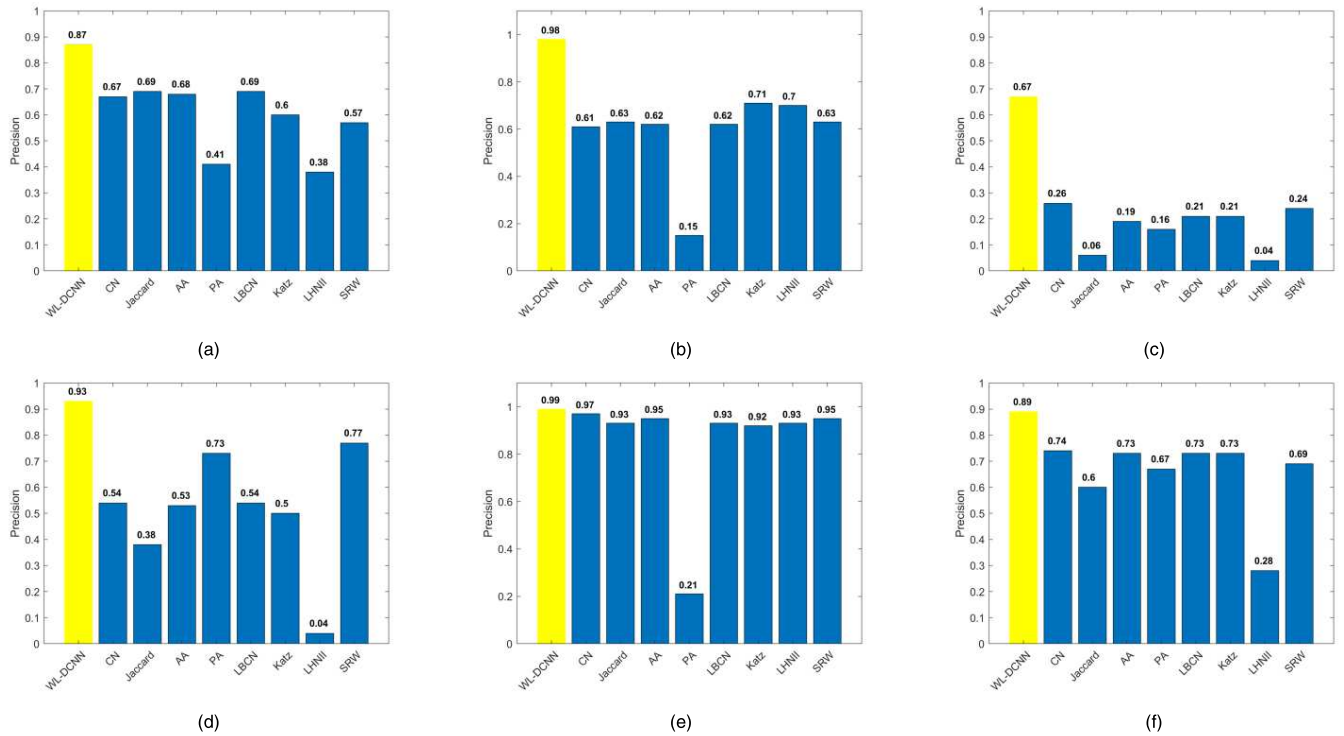 1
0.9
0.8
0.7
0.6
0.5
0.4
0.3
0.2
0.1
0
Precision
0.87
0.67
0.69
0.68
0.41
0.69
0.6
0.38
0.57
WL-DCNN
CN
Jaccard
AA
PA
LBCN
Katz
LHNII
SRW
(a)
1
0.8
0.6
0.4
0.2
0
Precision
0.98
0.61
0.63
0.62
0.15
0.62
0.71
0.7
0.63
WL-DCNN
CN
Jaccard
AA
PA
LBCN
Katz
LHNII
SRW
(b)
1
0.9
0.8
0.7
0.6
0.5
0.4
0.3
0.2
0.1
0
Precision
0.67
0.26
0.06
0.19
0.16
0.21
0.21
0.04
0.24
WL-DCNN
CN
Jaccard
AA
PA
LBCN
Katz
LHNII
SRW
(c)
1
0.9
0.8
0.7
0.6
0.5
0.4
0.3
0.2
0.1
0
Precision
0.93
0.54
0.38
0.53
0.73
0.54
0.5
0.04
0.77
WL-DCNN
CN
Jaccard
AA
PA
LBCN
Katz
LHNII
SRW
(d)
1
0.8
0.6
0.4
0.2
0
Precision
0.99
0.97
0.93
0.95
0.21
0.93
0.92
0.93
0.95
WL-DCNN
CN
Jaccard
AA
PA
LBCN
Katz
LHNII
SRW
(e)
1
0.9
0.8
0.7
0.6
0.5
0.4
0.3
0.2
0.1
0
Precision
0.89
0.74
0.6
0.73
0.67
0.73
0.73
0.28
0.69
WL-DCNN
CN
Jaccard
AA
PA
LBCN
Katz
LHNII
SRW
(f)